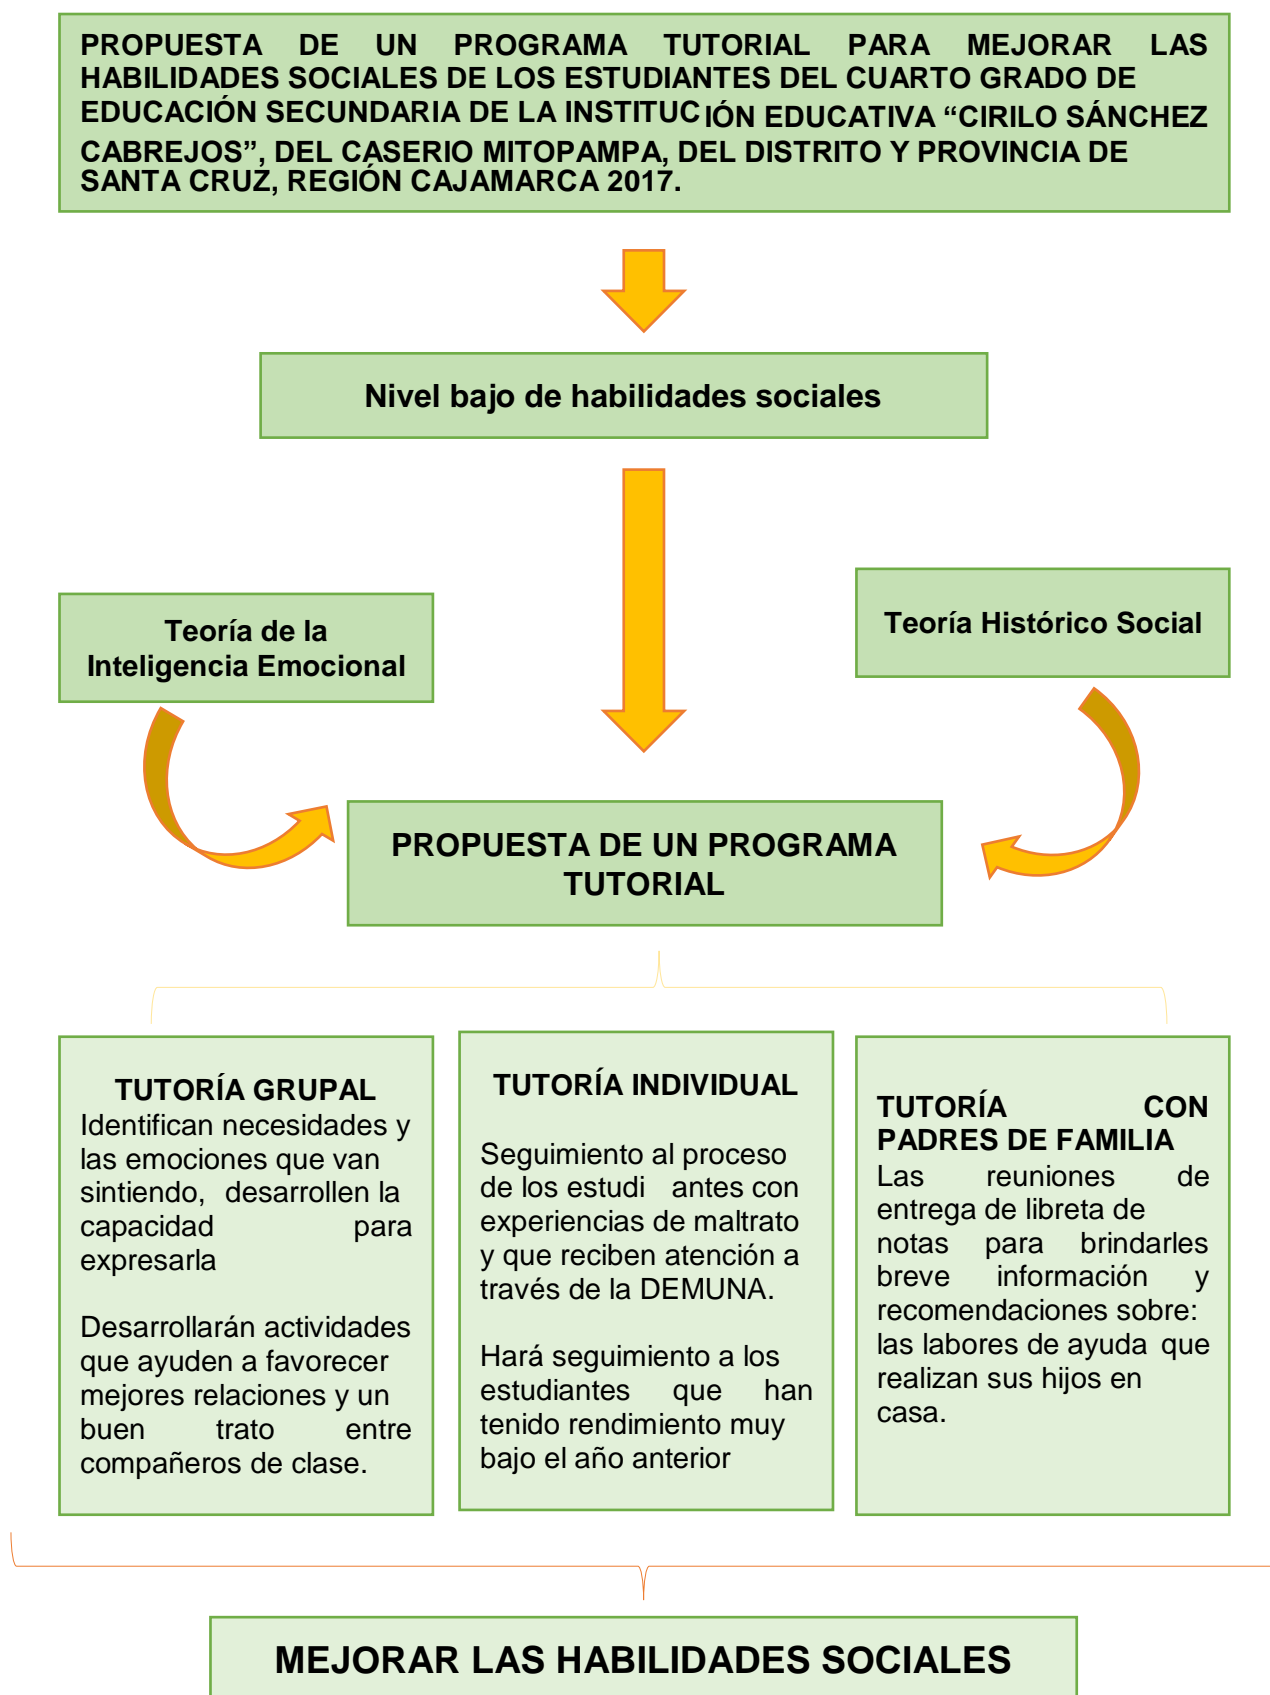 PROPUESTA DE UN PROGRAMA TUTORIAL PARA MEJORAR LAS
HABILIDADES SOCIALES DE LOS ESTUDIANTES DEL CUARTO GRADO DE
EDUCACIÓN SECUNDARIA DE LA INSTITUCIÓN EDUCATIVA “CIRILO SÁNCHEZ
CABREJOS”, DEL CASERIO MITOPAMPA, DEL DISTRITO Y PROVINCIA DE
SANTA CRUZ, REGIÓN CAJAMARCA 2017.
Nivel bajo de habilidades sociales
Teoría de la
Inteligencia Emocional
Teoría Histórico Social
PROPUESTA DE UN PROGRAMA
TUTORIAL
TUTORÍA GRUPAL
Identifican necesidades y
las emociones que van
sintiendo, desarrollen la
capacidad para
expresarla
Desarrollarán actividades
que ayuden a favorecer
mejores relaciones y un
buen trato entre
compañeros de clase.
TUTORÍA INDIVIDUAL
Seguimiento al proceso
de los estudi antes con
experiencias de maltrato
y que reciben atención a
través de la DEMUNA.
Hará seguimiento a los
estudiantes que han
tenido rendimiento muy
bajo el año anterior
TUTORÍA CON
PADRES DE FAMILIA
Las reuniones de
entrega de libreta de
notas para brindarles
breve información y
recomendaciones sobre:
las labores de ayuda que
realizan sus hijos en
casa.
MEJORAR LAS HABILIDADES SOCIALES